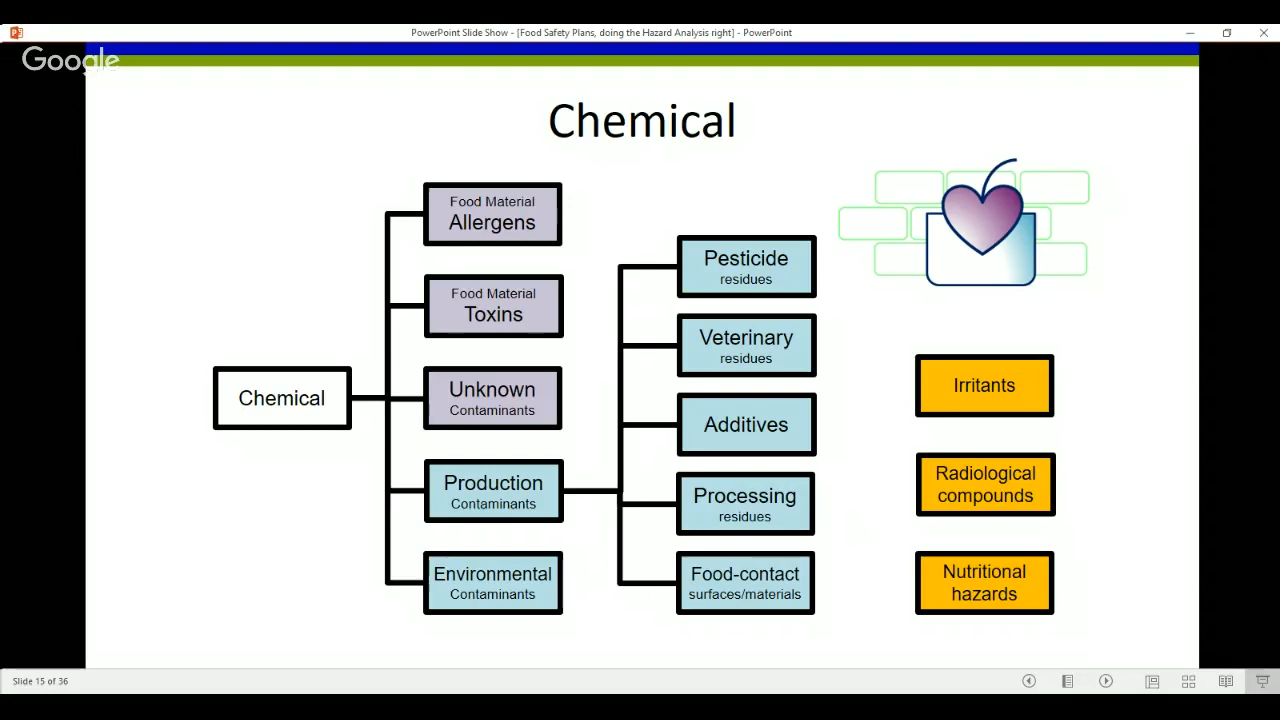 PowerPoint Slide Show - [Food Safety Plans, doing the Hazard Analysis right] - PowerPoint
Google
Chemical
Chemical
Food Material
Allergens
Food Material
Toxins
Unknown
Contaminants
Production
Contaminants
Environmental
Contaminants
Pesticide
residues
Veterinary
residues
Additives
Processing
residues
Food-contact
surfaces/materials
Irritants
Radiological
compounds
Nutritional
hazards
Slide 15 of 36